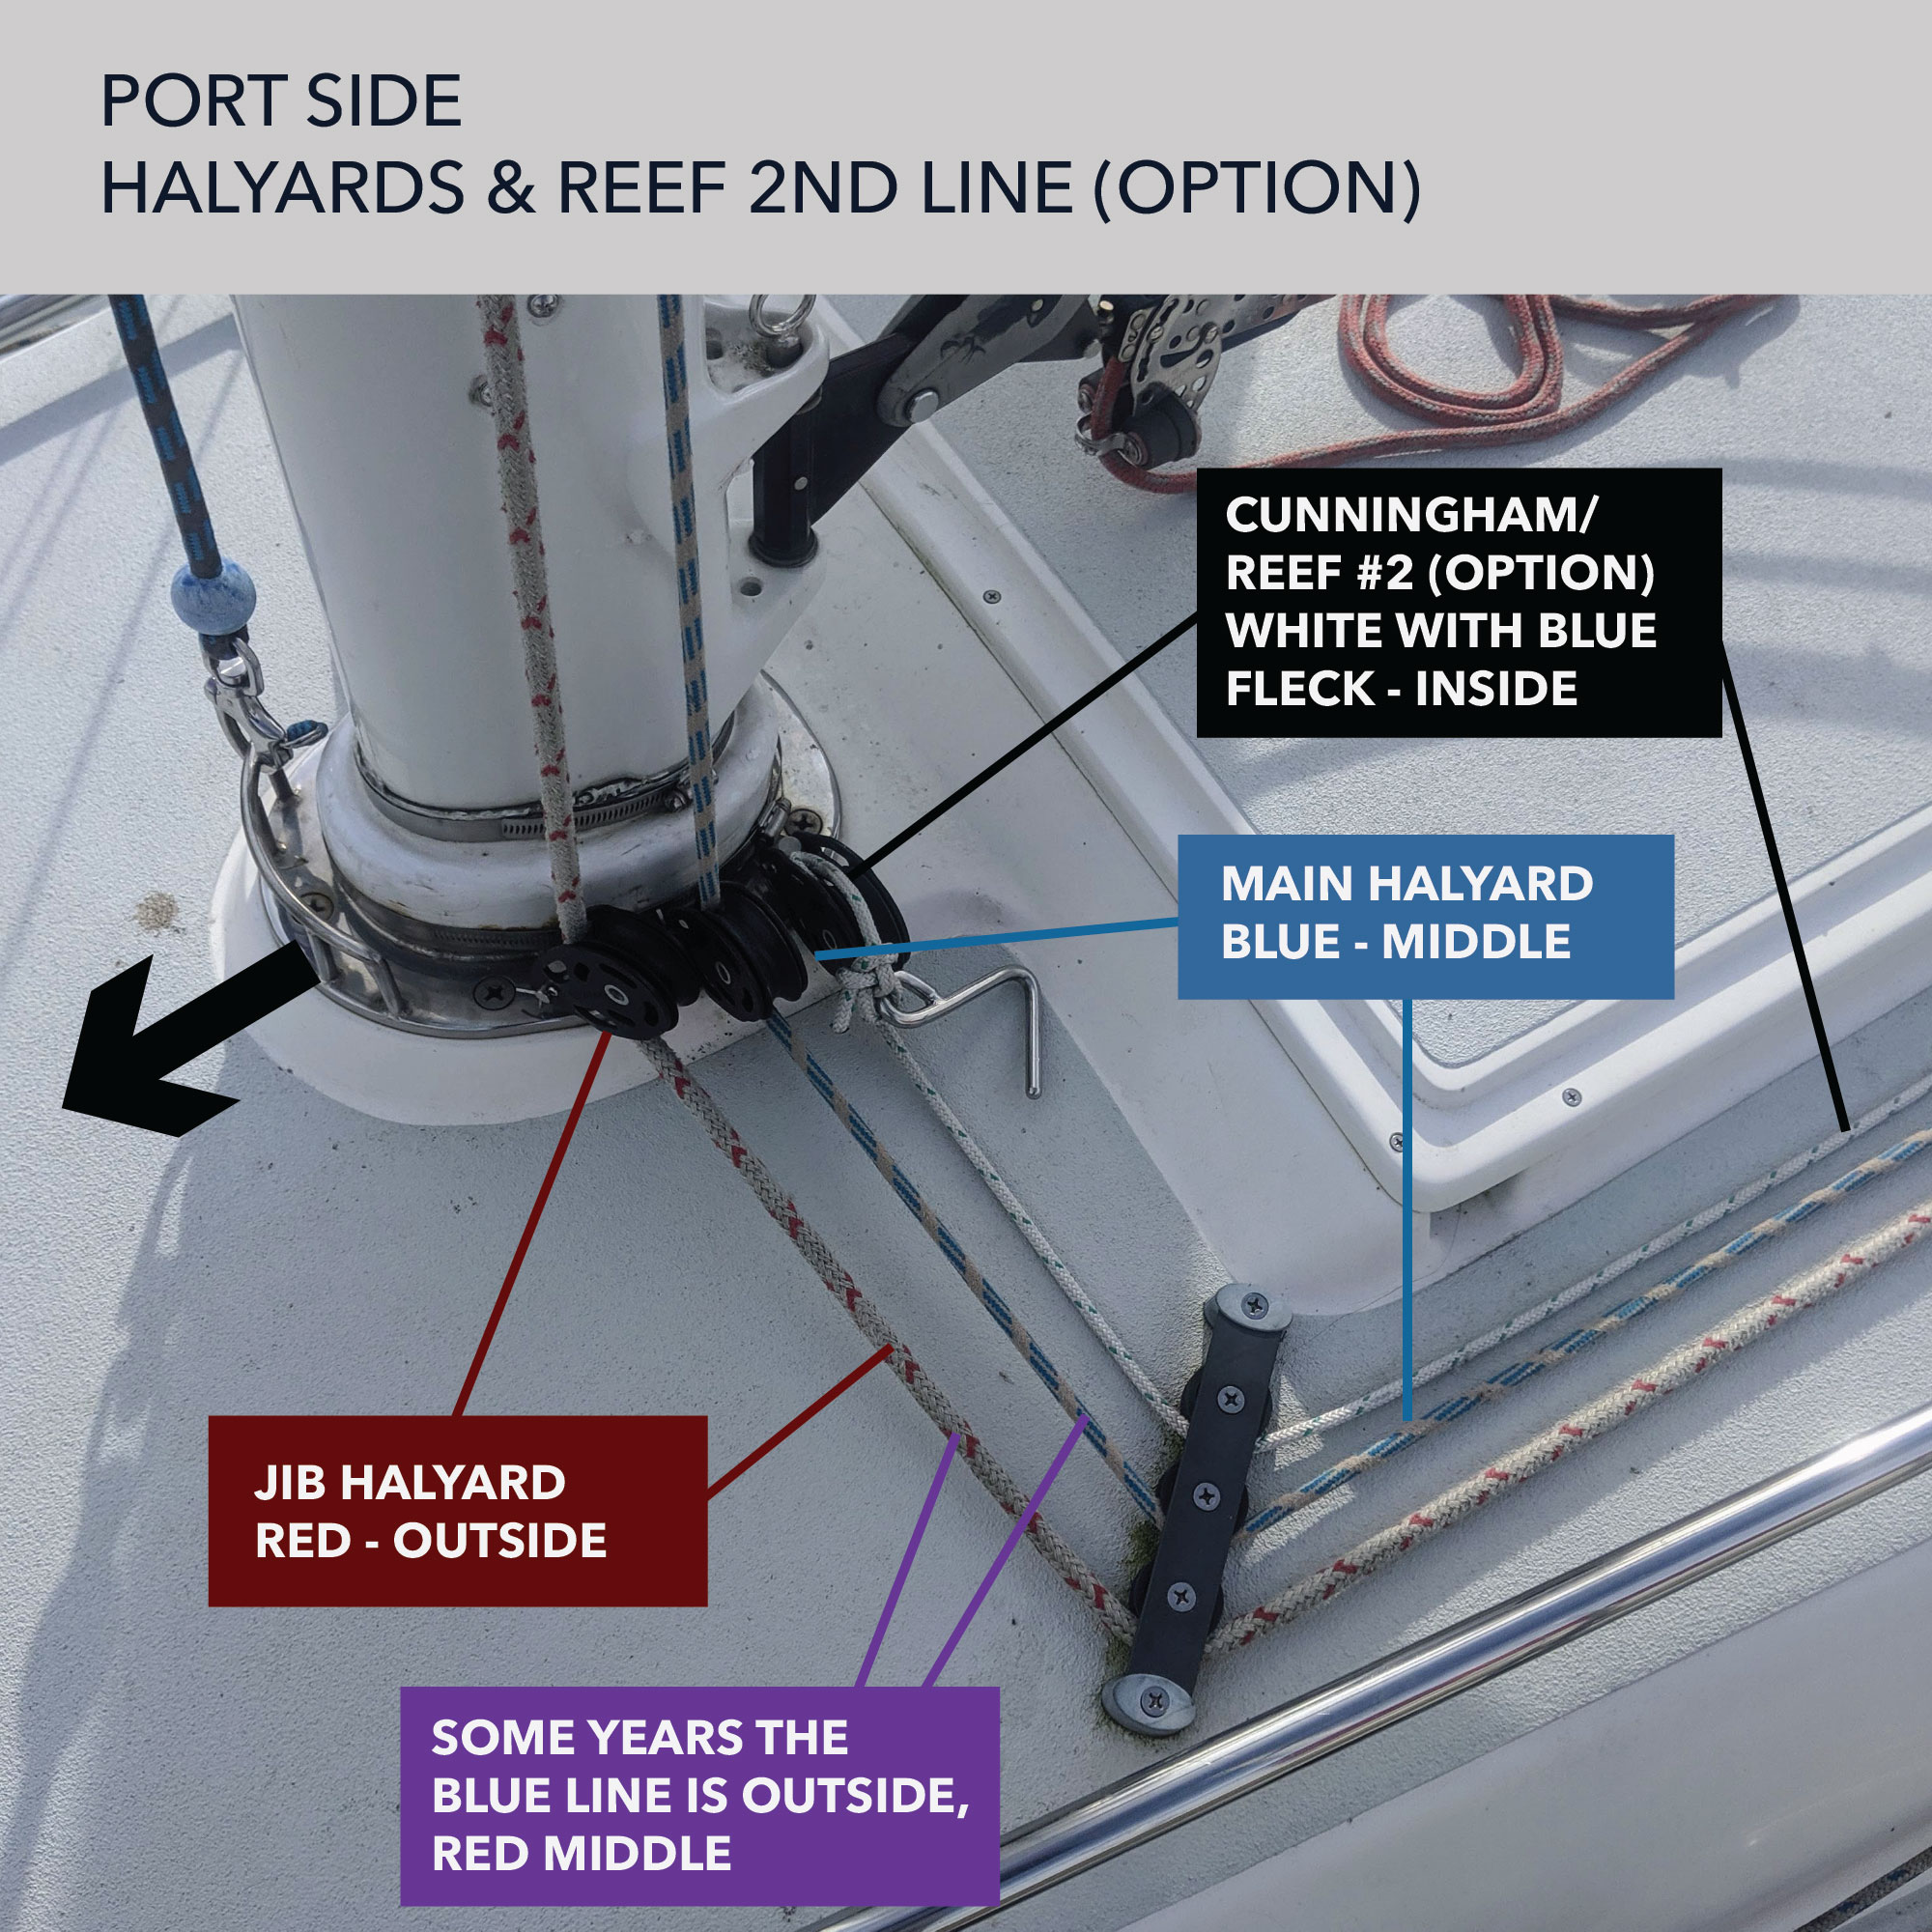 PORT SIDE
HALYARDS & REEF 2ND LINE (OPTION)
CUNNINGHAM/
REEF #2 (OPTION)
WHITE WITH BLUE
FLECK - INSIDE
MAIN HALYARD
BLUE - MIDDLE
JIB HALYARD
RED - OUTSIDE
SOME YEARS THE
BLUE LINE IS OUTSIDE,
RED MIDDLE